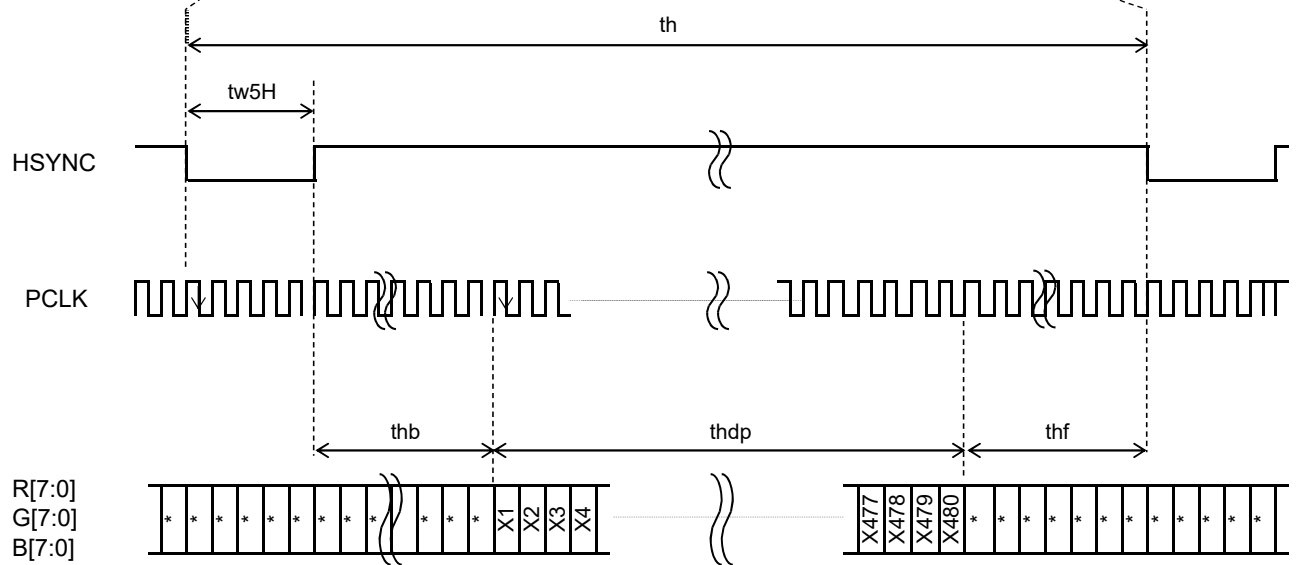 th
tw5H
HSYNC
PCLK
thb thdp thf
R[7:0]
G[7:0]
B[7:0]
* * * * * * * * * * * * X1 X2 X3 X4 X477 X478 X479 X480 * * * * * * * * * * * *